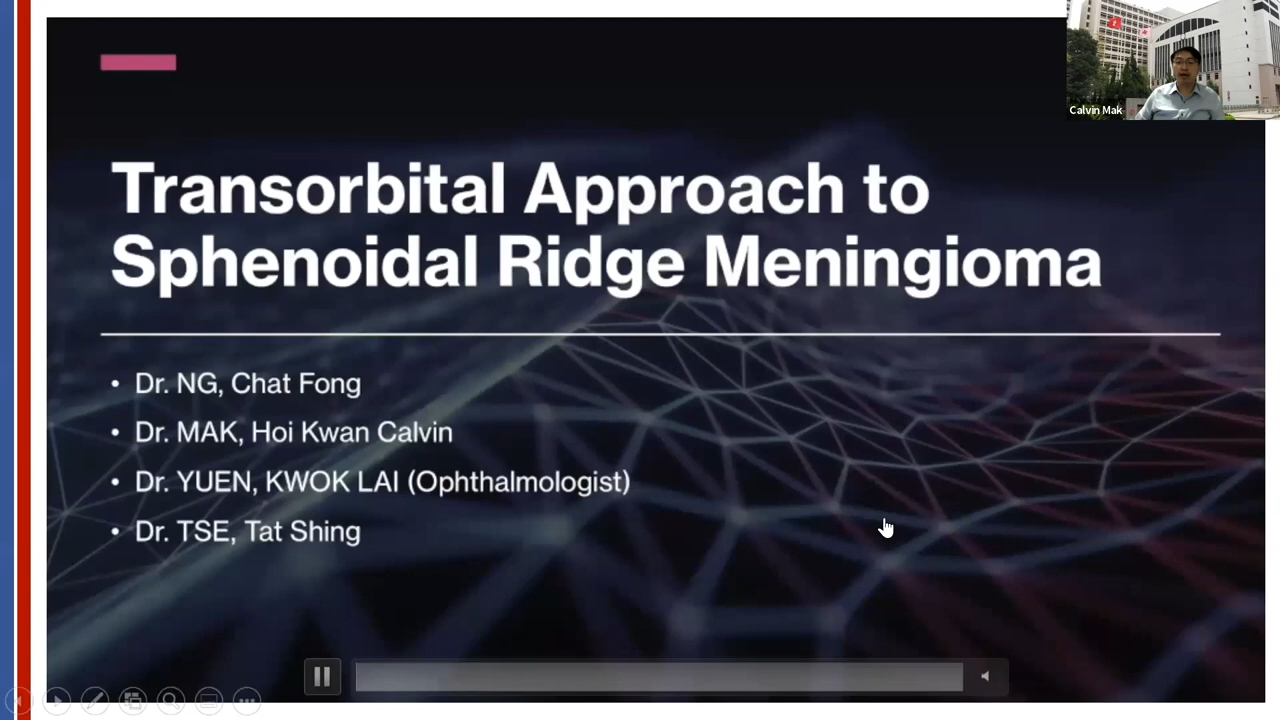 Transorbital Approach to
Sphenoidal Ridge Meningioma
Dr. NG, Chat Fong
Dr. MAK, Hoi Kwan Calvin
Dr. YUEN, KWOK LAI (Ophthalmologist)
Dr. TSE, Tat Shing
Calvin Mak